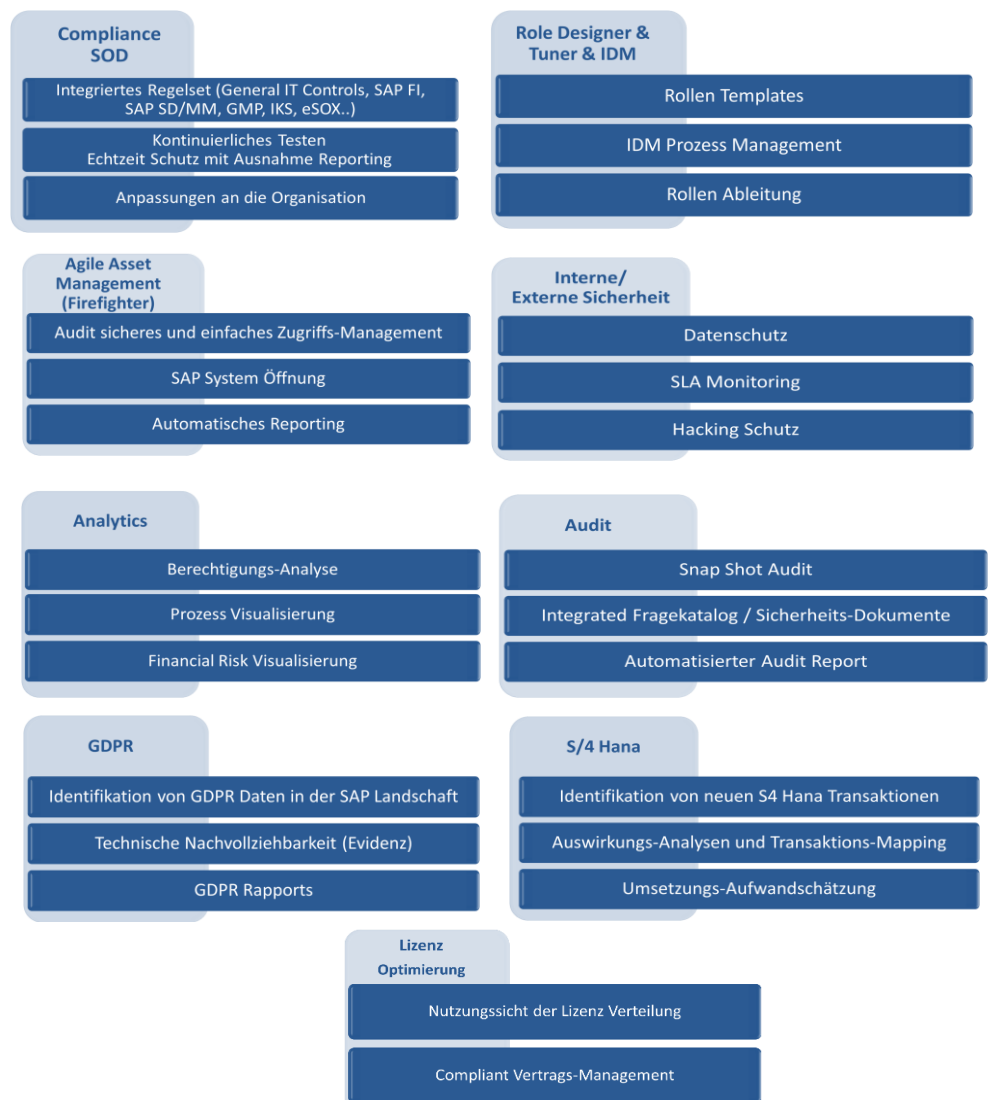 Compliance
SOD
Integriertes Regelset (General IT Controls, SAP FI,
SAP SD/MM, GMP, IKS, eSOX..)
Kontinuierliches Testen
Echtzeit Schutz mit Ausnahme Reporting
Anpassungen an die Organisation
Role Designer &
Tuner & IDM
Rollen Templates
IDM Prozess Management
Rollen Ableitung
Agile Asset
Management
(Firefighter)
Audit sicheres und einfaches Zugriffs-Management
SAP System Öffnung
Automatisches Reporting
Interne/
Externe Sicherheit
Datenschutz
SLA Monitoring
Hacking Schutz
Analytics
Berechtigungs-Analyse
Prozess Visualisierung
Financial Risk Visualisierung
Audit
Snap Shot Audit
Integrated Fragekatalog / Sicherheits-Dokumente
Automatisierter Audit Report
GDPR
Identifikation von GDPR Daten in der SAP Landschaft
Technische Nachvollziehbarkeit (Evidenz)
GDPR Rapports
S/4 Hana
Identifikation von neuen S4 Hana Transaktionen
Auswirkungs-Analysen und Transaktions-Mapping
Umsetzungs-Aufwandschätzung
Lizenz
Optimierung
Nutzungssicht der Lizenz Verteilung
Compliant Vertrags-Management